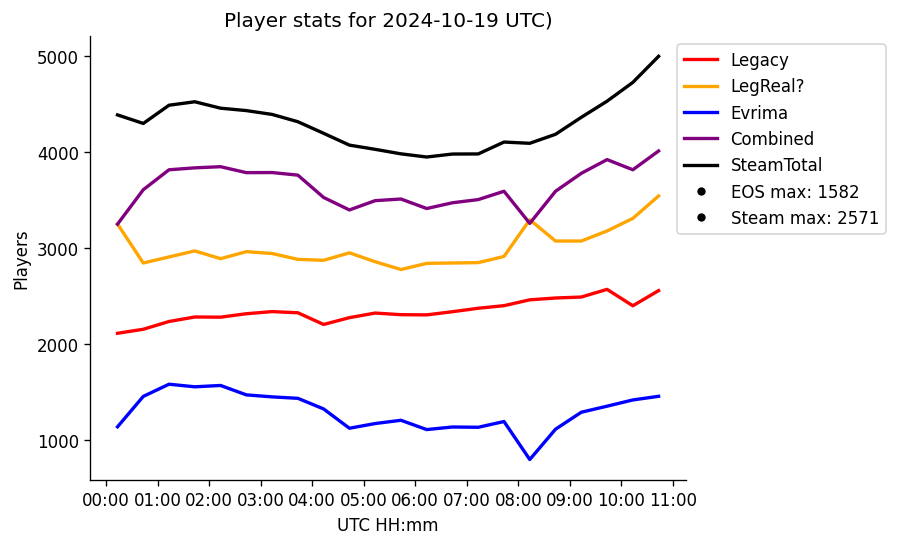 Player stats for 2024-10-19 UTC)
Players
5000
4000
3000
2000
1000
00:00 01:00 02:00 03:00 04:00 05:00 06:00 07:00 08:00 09:00 10:00 11:00
UTC HH:mm
Legacy
LegReal?
Evrima
Combined
SteamTotal
EOS max: 1582
Steam max: 2571